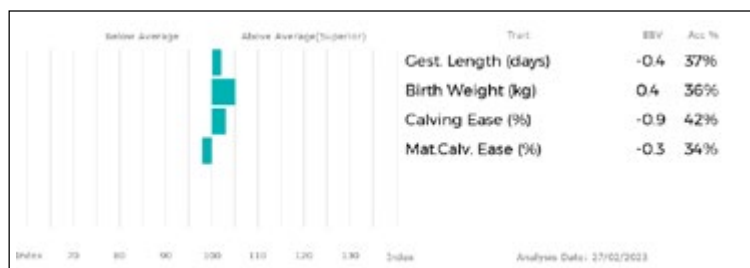 Below Average Above Average(Superior) Trait EBV Acc %
Gest. Length (days) -0.4 37%
Birth Weight (kg) 0.4 36%
Calving Ease (%) -0.9 42%
Mat.Calv. Ease (%) -0.3 34%
Index 70 80 90 100 110 120 130 Index Analysis Date: 27/02/2023